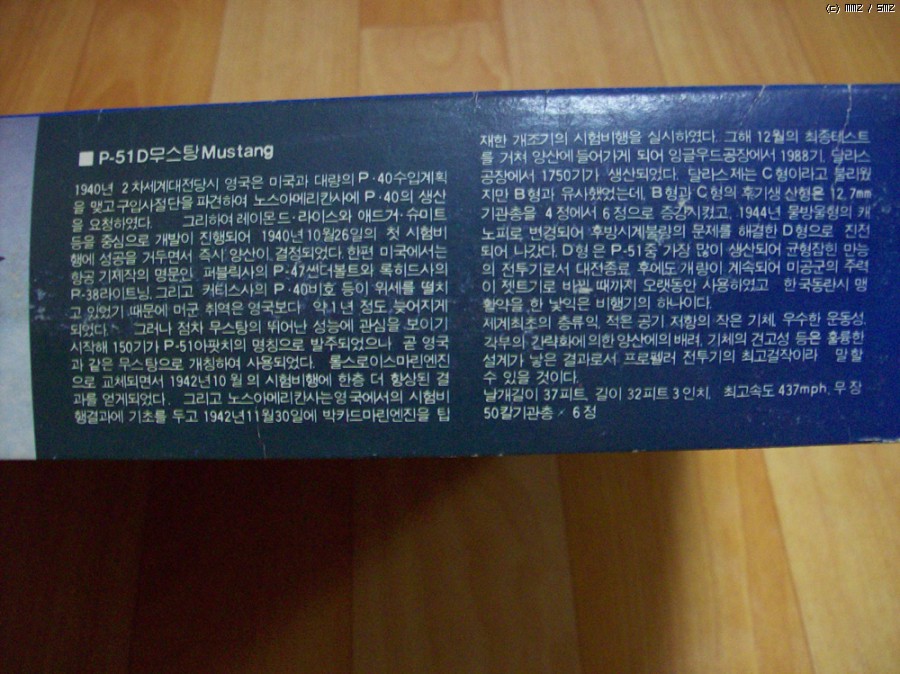 (c) MMZ / SMZ
■ P-51D무스탕 Mustang
1940년 2차세계대전당시 영국은 미국과 대량의 P·40수입계획
을 맺고 구입사절단을 파견하여 노스아메리칸사에 P·40의 생산
을 요청하였다. 그리하여 레이몬드·라이스와 애드거·슈미트
등을 중심으로 개발이 진행되어 1940년10월26일의 첫 시험비
행에 성공을 거두면서 즉시 양산이 결정되었다. 한편 미국에서는
항공 기제작의 명문인 퍼블릭사의 P·47썬더볼트와 록히드사의
P-38라이트닝, 그리고 커티스사의 P·40비호 등이 위세를 떨치
고 있었기 때문에 머군 취역은 영국보다 약 1년 정도 늦어지게
되었다. 그러나 점차 무스탕의 뛰어난 성능에 관심을 보이기
시작해 150기가 P-51아팟치의 명칭으로 발주되었으나 곧 영국
과 같은 무스탕으로 개칭하여 사용되었다. 롤스로이스마린엔진
으로 교체되면서 1942년10월의 시험비행에 한층 더 향상된 결
과를 얻게되었다. 그리고 노스아메리칸사는 영국에서의 시험비
행결과에 기초를 두고 1942년11월30일에 박카드마린엔진을 탑
재한 개조기의 시험비행을 실시하였다. 그해 12월의 최종테스트
를 거쳐 양산에 들어가게 되어 잉글우드공장에서 1988기, 달라스
공장에서 1750기가 생산되었다. 달라스제는 C형이라고 불리웠
지만 B형과 유사했었는데, B형과 C형의 후기생산형은 12.7mm
기관총을 4정에서 6정으로 증강시켰고, 1944년 물방울형의 캐
노피로 변경되어 후방시계불량의 문제를 해결한 D형으로 진전
되어 나갔다. D형은 P-51중 가장 많이 생산되어 균형잡힌 만능
의 전투기로서 대전종료 후에도 개량이 계속되어 미공군의 주력
이 젯트기로 바뀔 때까지 오랫동안 사용하였고 한국동란시 맹
활약을 한 낯익은 비행기의 하나이다.
제계최초의 층류익, 적은 공기 저항의 작은 기체, 우수한 운동성,
각부의 간략화에 의한 양산에의 배려, 기체의 견고성 등은 훌륭한
설계가 낳은 결과로서 프로펠러 전투기의 최고걸작이라 말할
수 있을 것이다.
날개길이 37피트, 길이 32피트 3인치, 최고속도 437mph, 무장
50칼기관총 × 6정